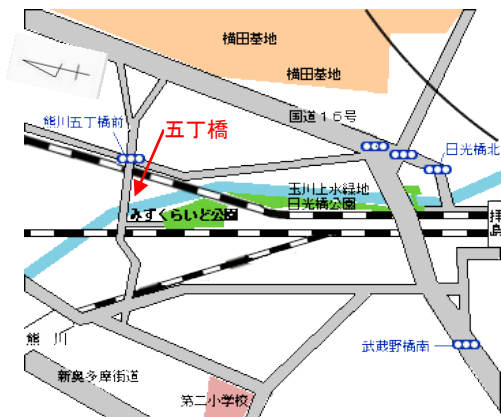 横田基地
横田基地
国道16号
熊川五丁橋前
五丁橋
日光橋北
玉川上水緑地
日光橋公園
みずくらいど公園
拝島
熊川
武蔵野橋南
新奥多摩街道
第二小学校